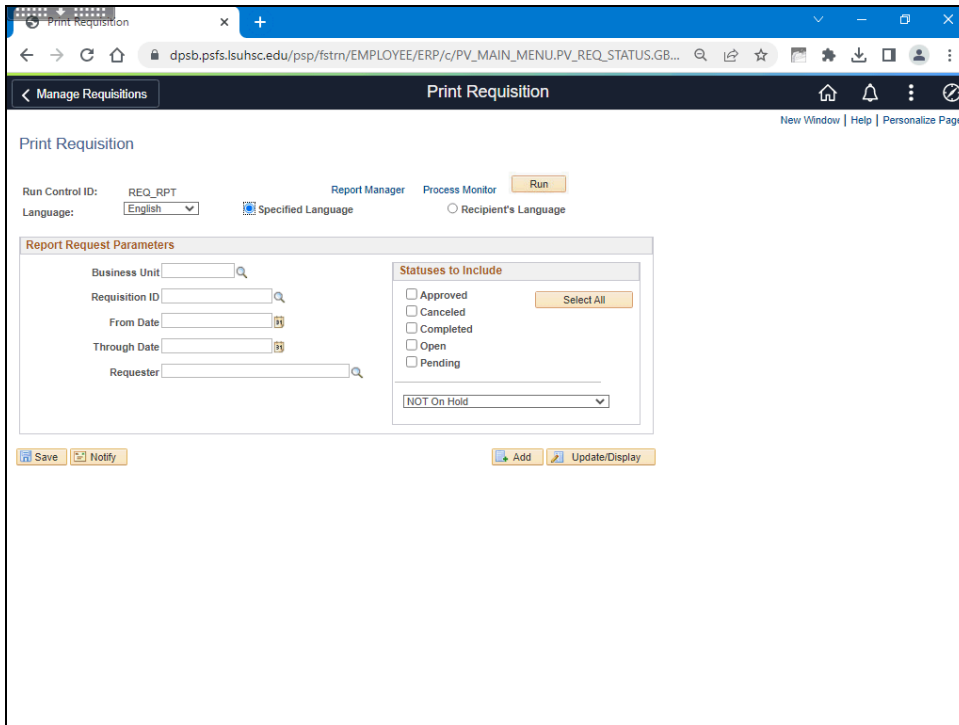 Print Requisition
dpsb.psfs.lsuhsc.edu/psp/fstrn/EMPLOYEE/ERP/c/PV_MAIN_MENU.PV_REQ_STATUS.GB...
Manage Requisitions Print Requisition
New Window | Help | Personalize Page
Print Requisition
Run Control ID: REQ_RPT Report Manager Process Monitor Run
Language: English Specified Language Recipient's Language
Report Request Parameters
Business Unit
Requisition ID
From Date
Through Date
Requester
Statuses to Include
Approved Select All
Canceled
Completed
Open
Pending
NOT On Hold
Save Notify Add Update/Display